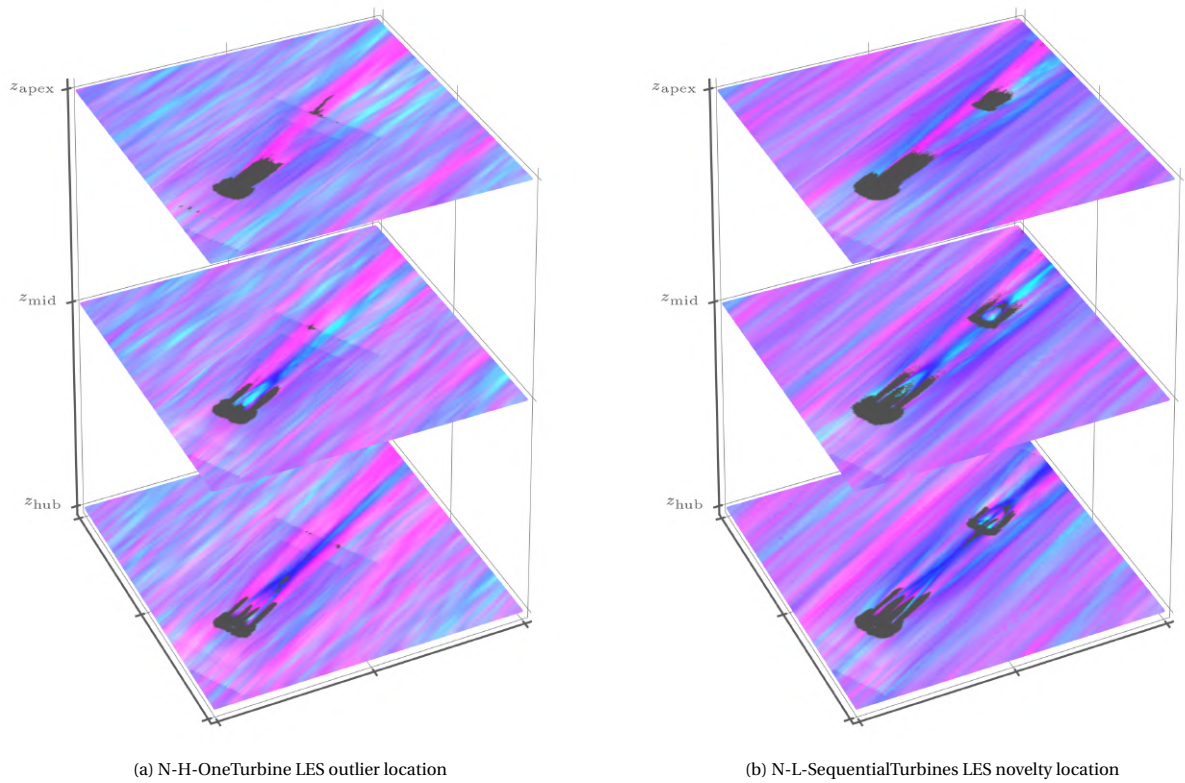 z_apex
z_mid
z_hub
z_apex
z_mid
z_hub
(a) N-H-OneTurbine LES outlier location
(b) N-L-SequentialTurbines LES novelty location